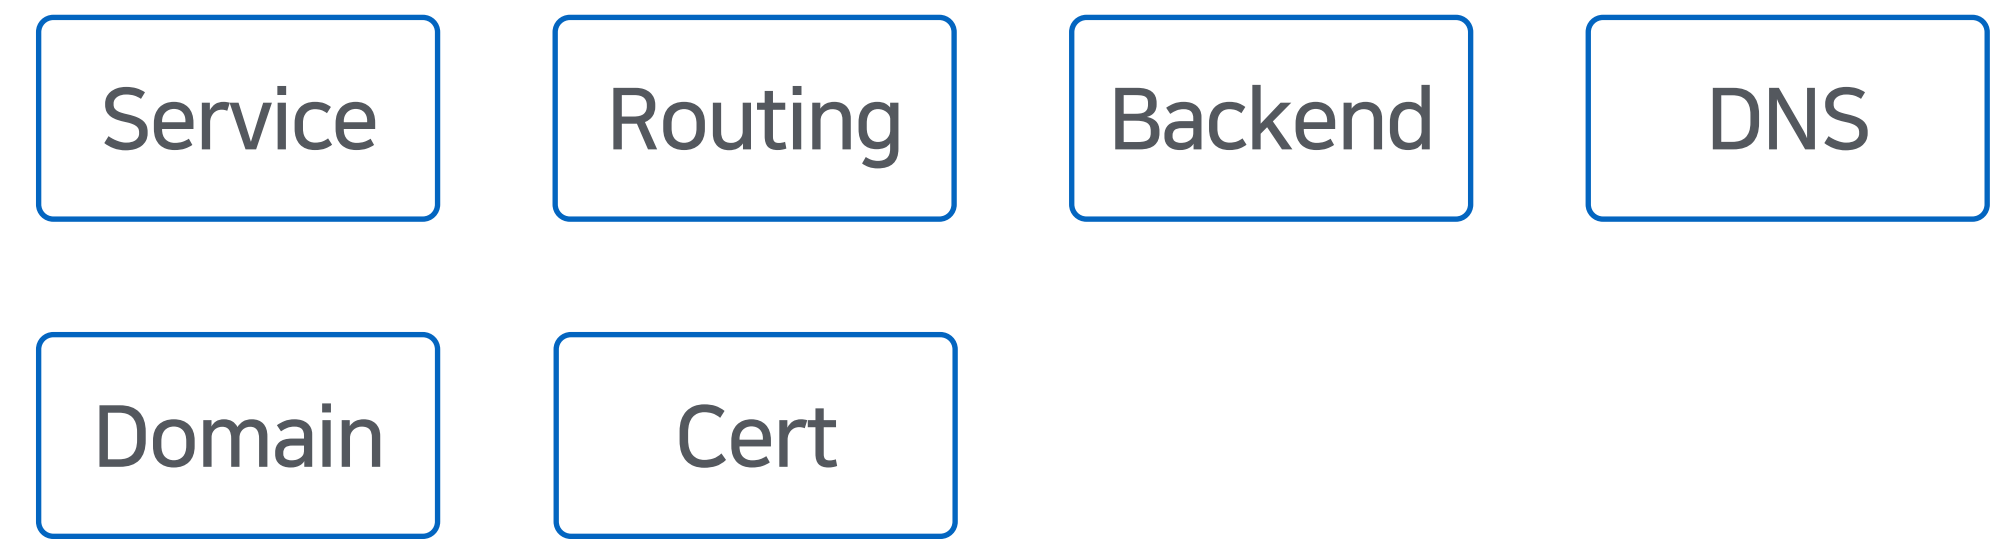 Service
Routing
Backend
DNS
Domain
Cert